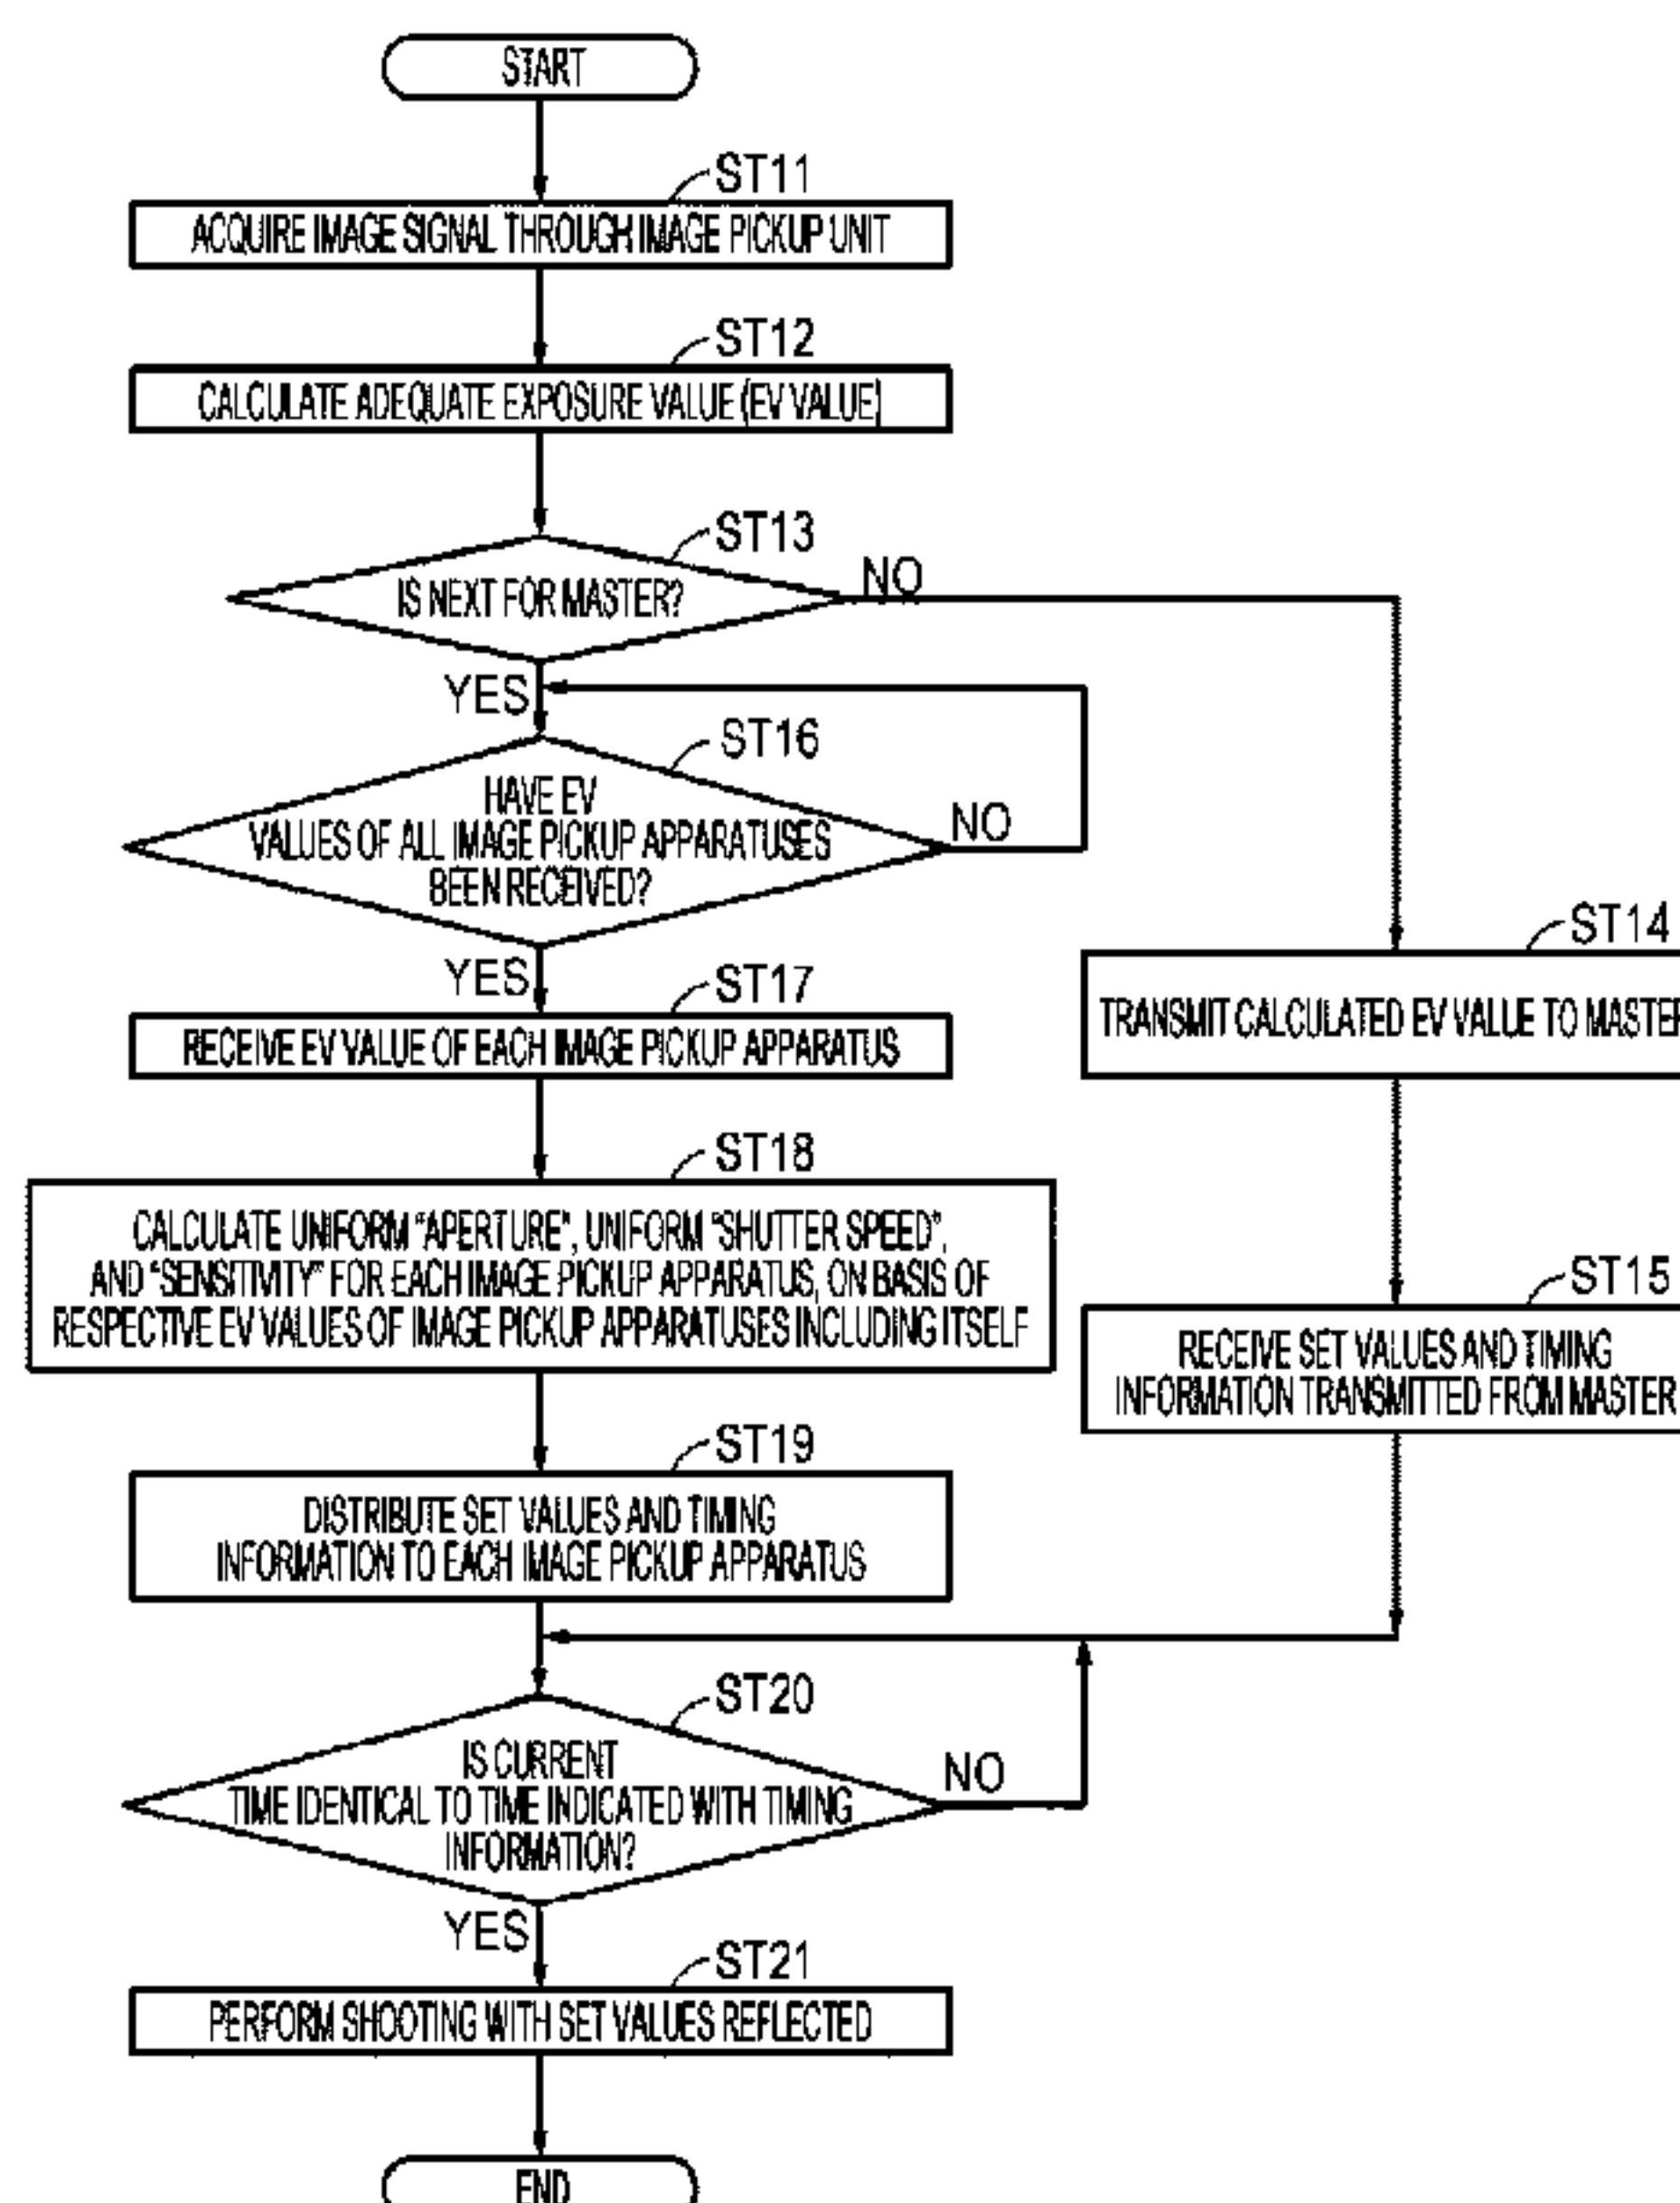 START
ST11
ACQUIRE IMAGE SIGNAL THROUGH IMAGE PICKUP UNIT
ST12
CALCULATE ADEQUATE EXPOSURE VALUE (EV VALUE)
ST13
IS NEXT FOR MASTER?
NO
YES
ST16
HAVE EV
VALUES OF ALL IMAGE PICKUP APPARATUSES
BEEN RECEIVED?
NO
YES
ST14
TRANSMIT CALCULATED EV VALUE TO MASTER
ST17
RECEIVE EV VALUE OF EACH IMAGE PICKUP APPARATUS
ST18
CALCULATE UNIFORM "APERTURE", UNIFORM "SHUTTER SPEED",
AND "SENSITIVITY" FOR EACH IMAGE PICKUP APPARATUS, ON BASIS OF
RESPECTIVE EV VALUES OF IMAGE PICKUP APPARATUSES INCLUDING ITSELF
ST15
RECEIVE SET VALUES AND TIMING
INFORMATION TRANSMITTED FROM MASTER
ST19
DISTRIBUTE SET VALUES AND TIMING
INFORMATION TO EACH IMAGE PICKUP APPARATUS
ST20
IS CURRENT
TIME IDENTICAL TO TIME INDICATED WITH TIMING
INFORMATION?
NO
YES
ST21
PERFORM SHOOTING WITH SET VALUES REFLECTED
END